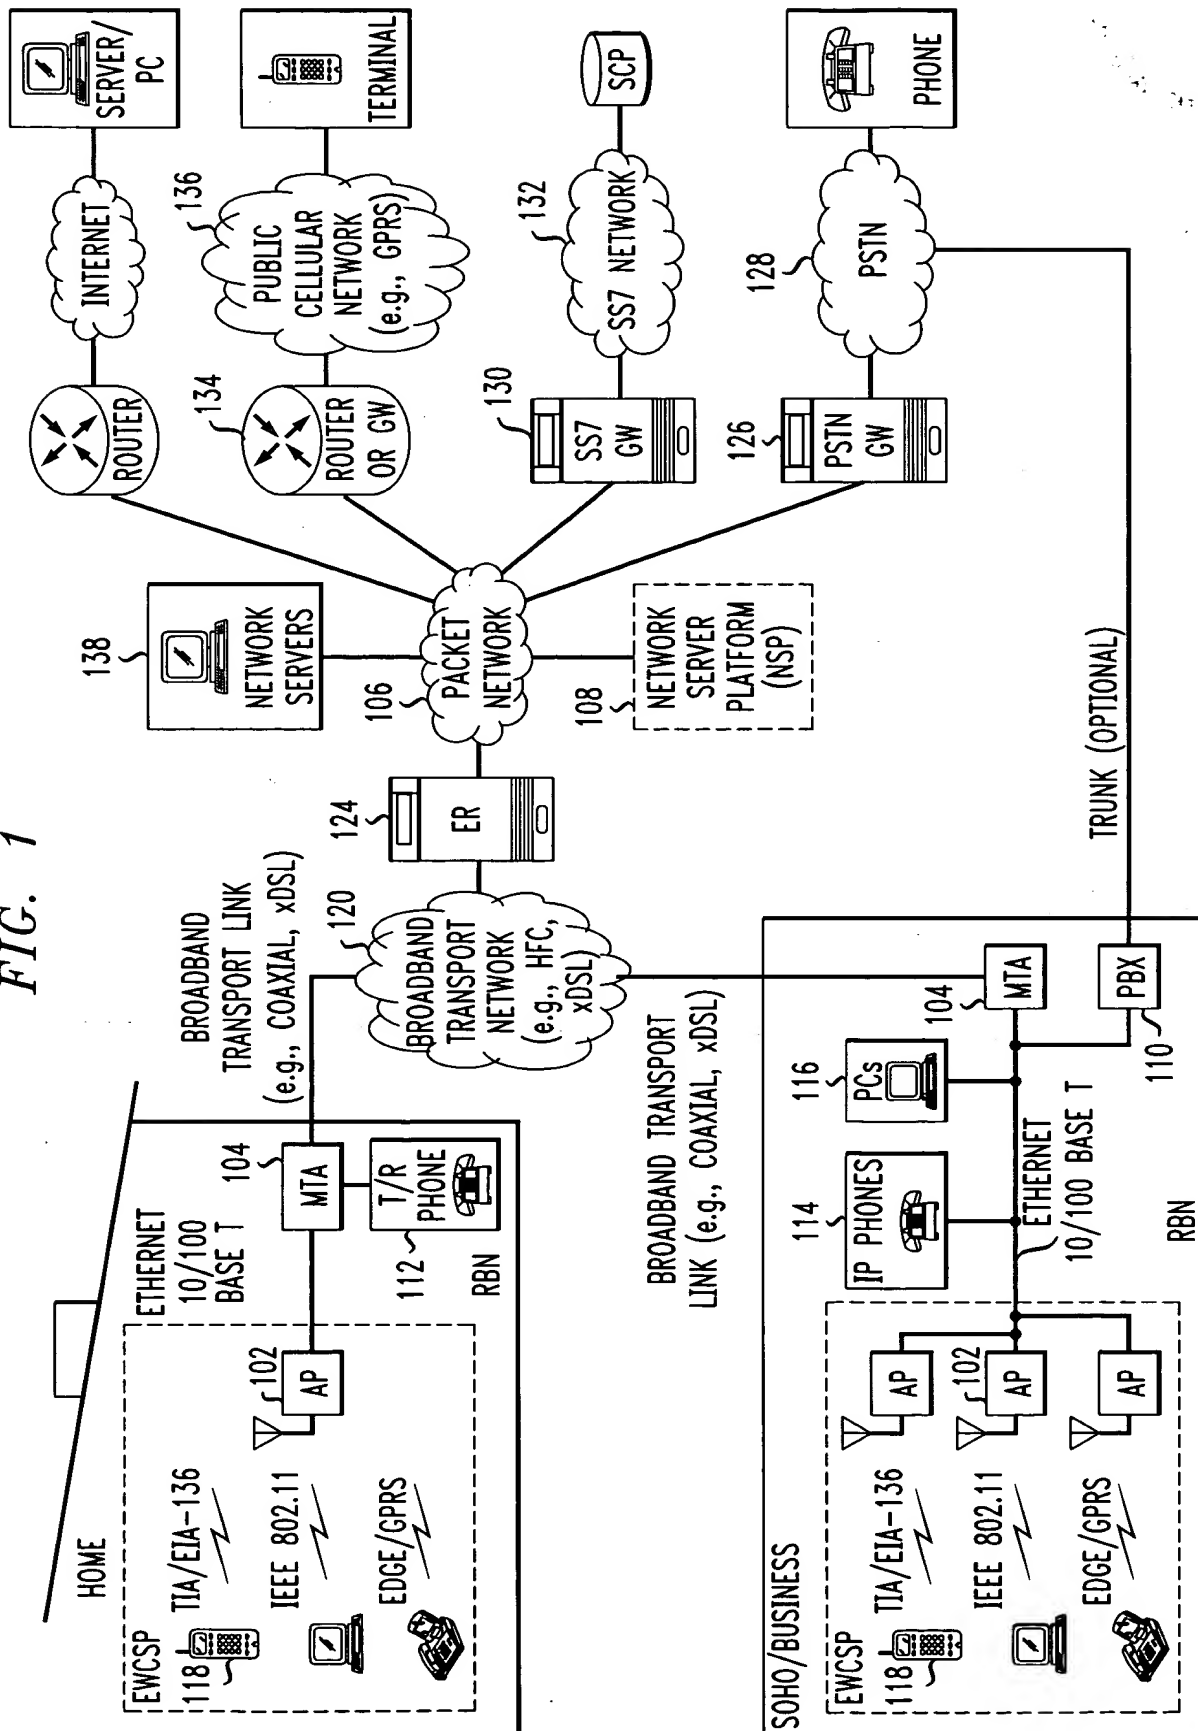 FIG. 1
HOME
EWCSP
118
TIA/EIA-136
IEEE 802.11
EDGE/GPRS
102
AP
ETHERNET
10/100
BASE T
104
MTA
T/R
PHONE
112
RBN
BROADBAND
TRANSPORT LINK
(e.g., COAXIAL, xDSL)
120
BROADBAND
TRANSPORT
NETWORK
(e.g., HFC,
xDSL)
BROADBAND TRANSPORT
LINK (e.g., COAXIAL, xDSL)
124
ER
138
NETWORK
SERVERS
106
PACKET
NETWORK
108
NETWORK
SERVER
PLATFORM
(NSP)
ROUTER
INTERNET
SERVER/
PC
134
ROUTER
OR GW
136
PUBLIC
CELLULAR
NETWORK
(e.g., GPRS)
TERMINAL
130
SS7
GW
132
SS7 NETWORK
SCP
126
PSTN
GW
128
PSTN
PHONE
TRUNK (OPTIONAL)
SOHO/BUSINESS
EWCSP
118
TIA/EIA-136
IEEE 802.11
EDGE/GPRS
AP
102
AP
AP
114
IP PHONES
116
PCs
ETHERNET
10/100 BASE T
104
MTA
PBX
110
RBN